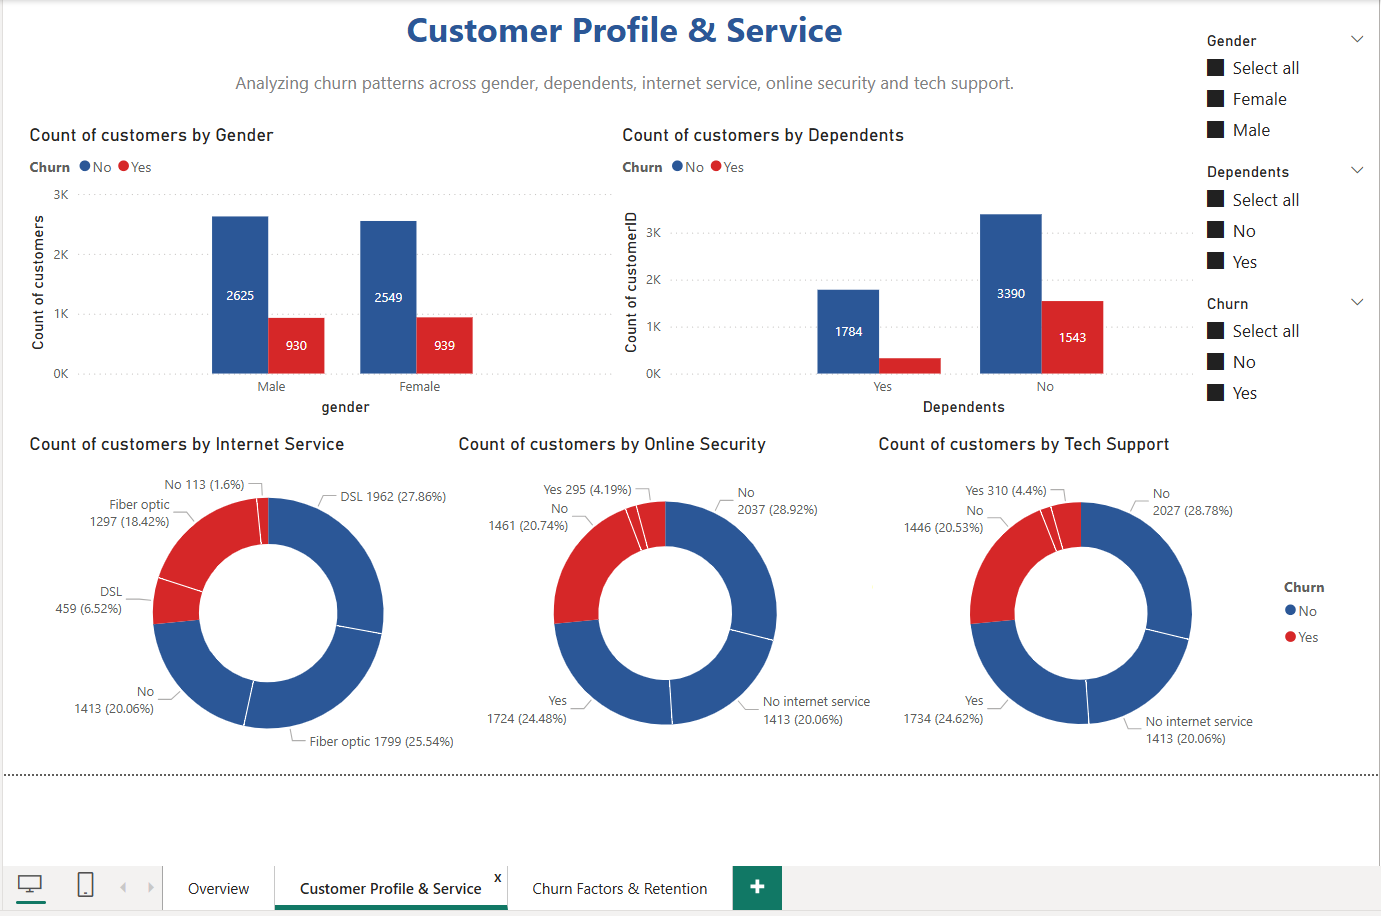 Customer Profile & Service
Analyzing churn patterns across gender, dependents, internet service, online security and tech support.
Count of customers by Gender
Churn No Yes
Count of customers
3K
2K
1K
0K
2625
930
2549
939
Male
Female
gender
Count of customers by Dependents
Churn No Yes
Count of customerID
3K
2K
1K
0K
1784
3390
1543
Yes
No
Dependents
Gender
Select all
Female
Male
Dependents
Select all
No
Yes
Churn
Select all
No
Yes
Count of customers by Internet Service
No 113 (1.6%)
DSL 1962 (27.86%)
Fiber optic
1297 (18.42%)
DSL
459 (6.52%)
No
1413 (20.06%)
Fiber optic 1799 (25.54%)
Count of customers by Online Security
Yes 295 (4.19%)
No
2037 (28.92%)
No
1461 (20.74%)
Yes
1724 (24.48%)
No internet service
1413 (20.06%)
Count of customers by Tech Support
Yes 310 (4.4%)
No
2027 (28.78%)
No
1446 (20.53%)
Yes
1734 (24.62%)
No internet service
1413 (20.06%)
Churn
No
Yes
Overview
Customer Profile & Service
x
Churn Factors & Retention
+